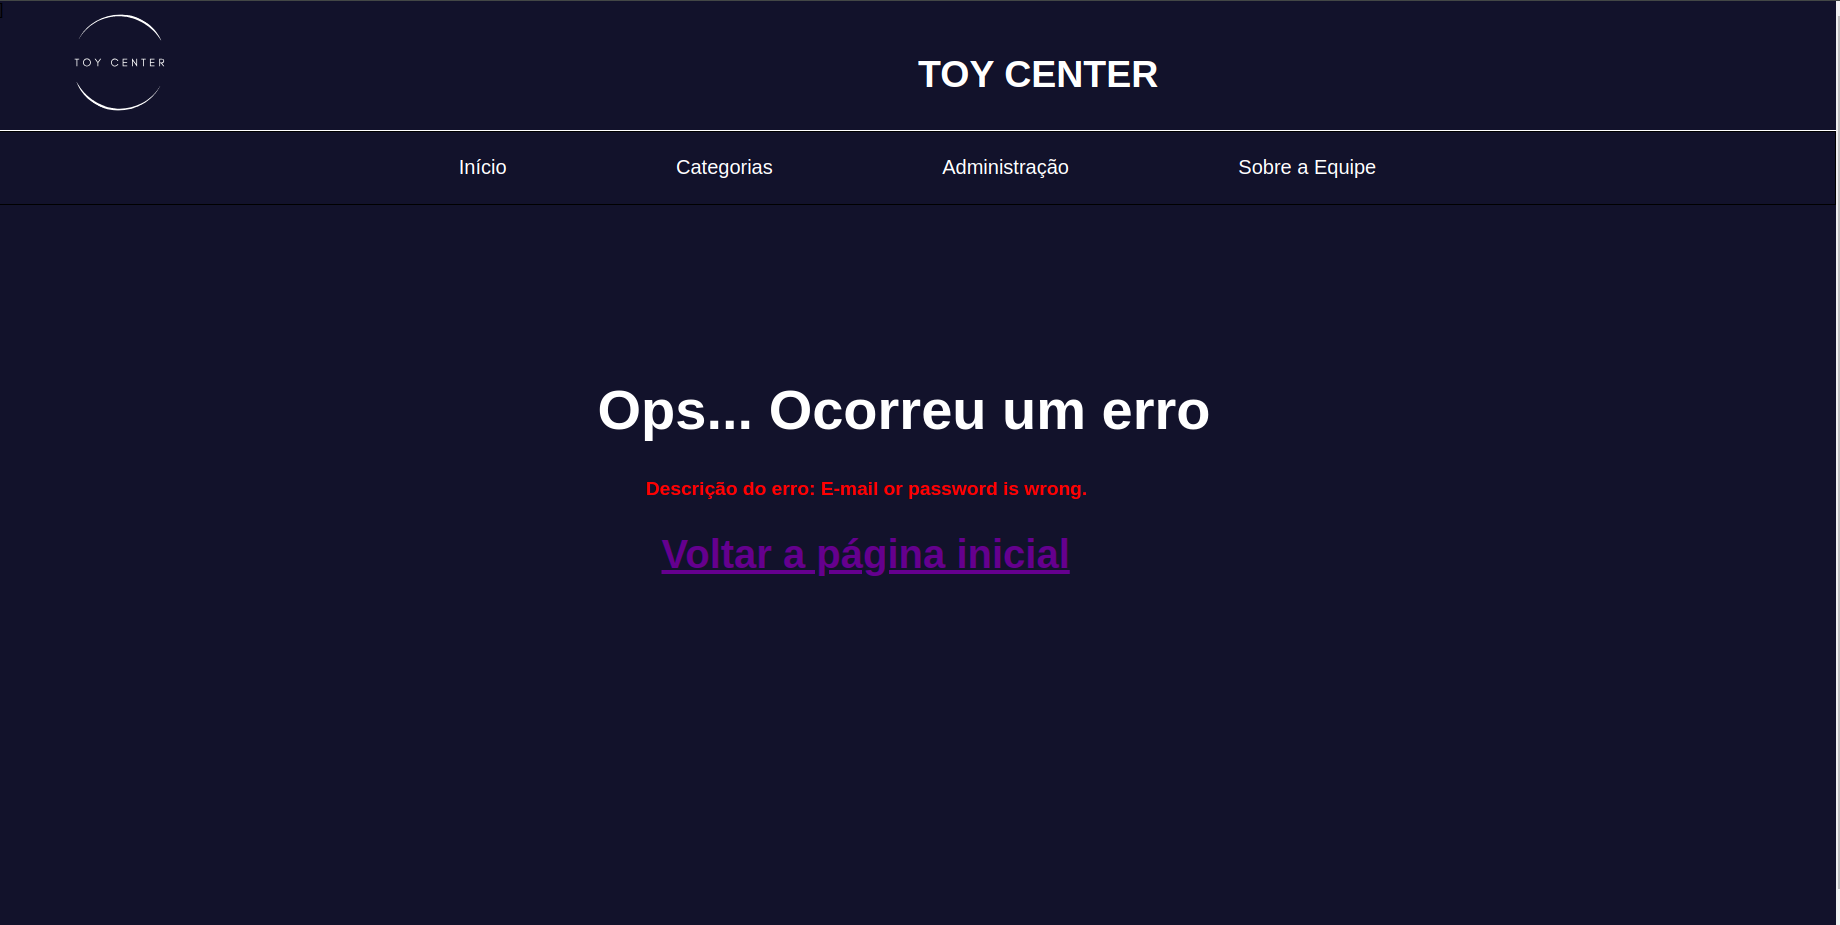 TOY CENTER
TOY CENTER
Início
Categorias
Administração
Sobre a Equipe
Ops... Ocorreu um erro
Descrição do erro: E-mail or password is wrong.
Voltar a página inicial